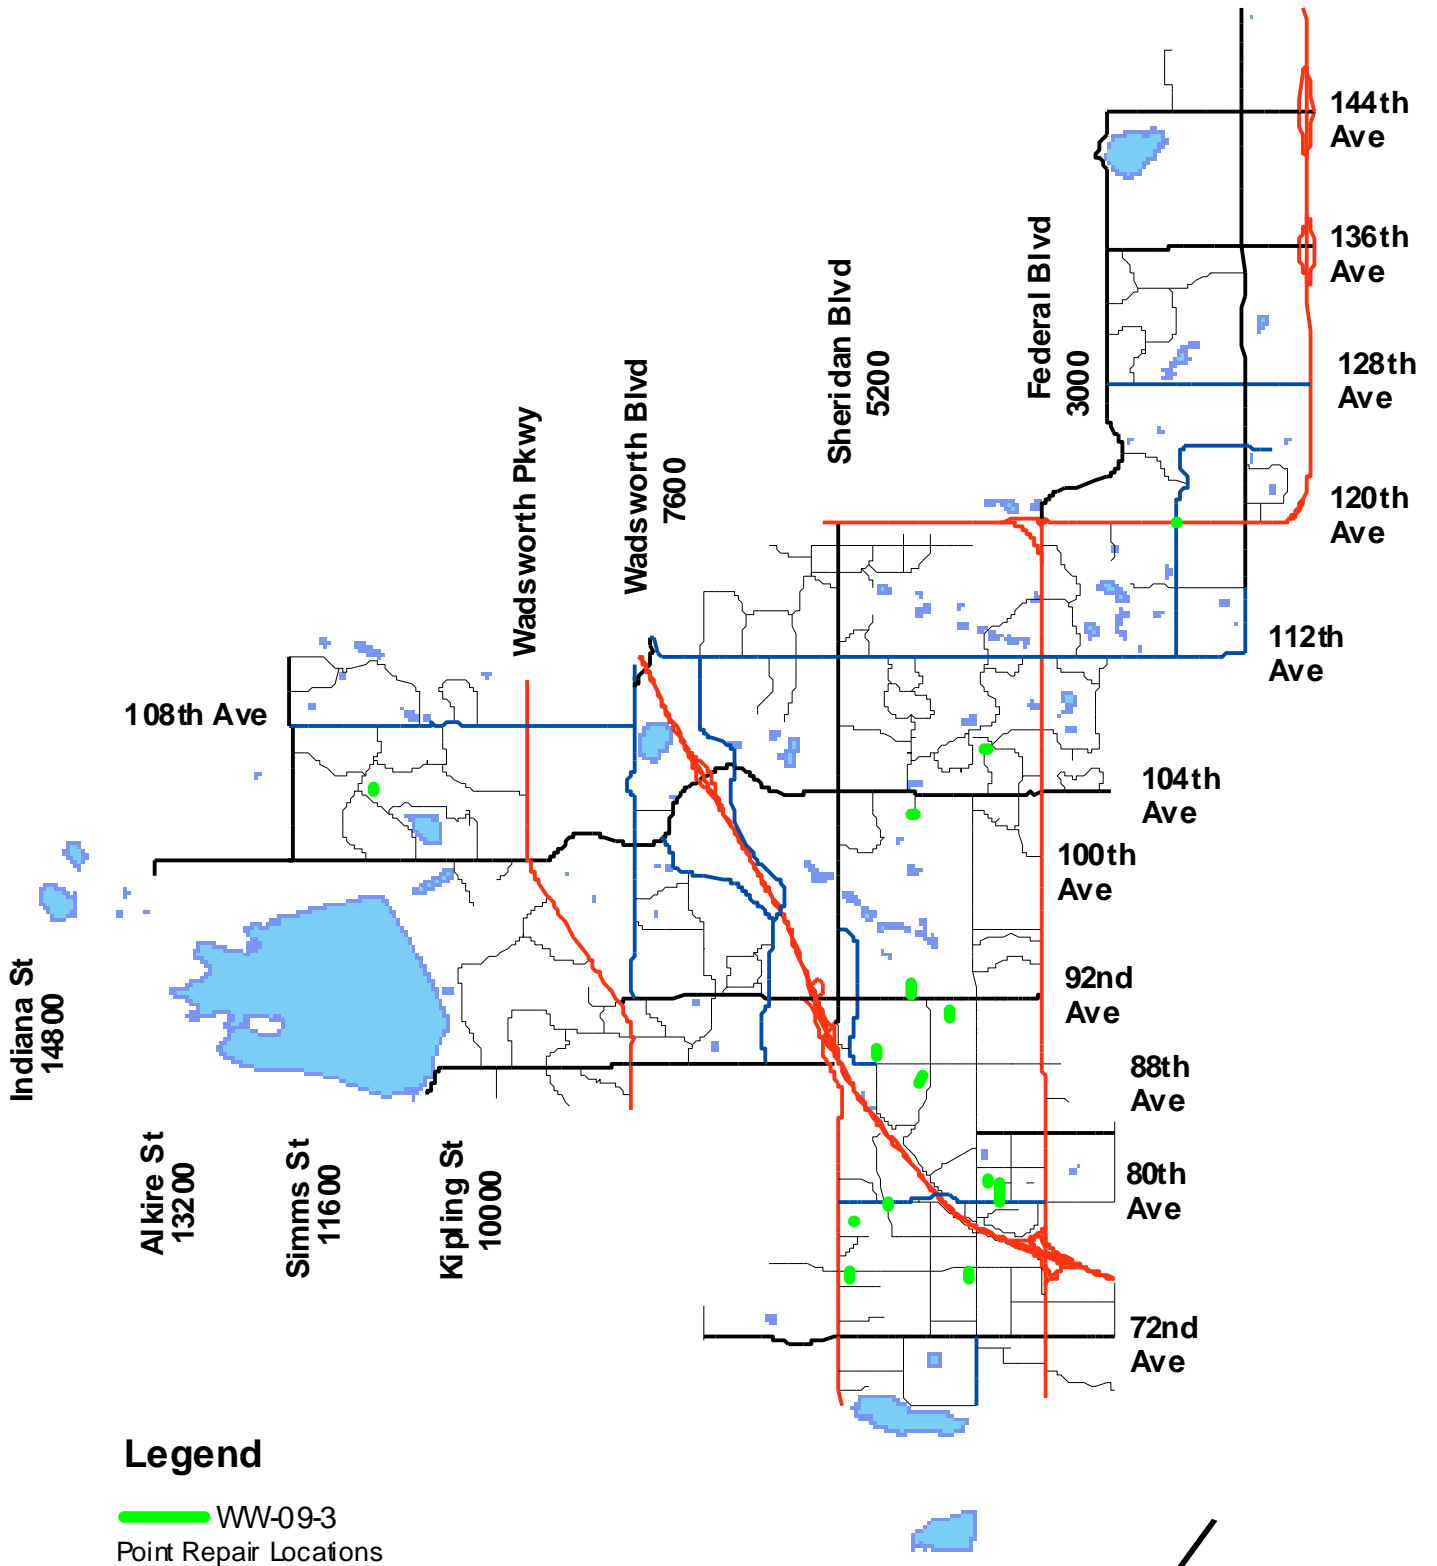 144th
Ave
136th
Ave
Federal Blvd
3000
Sheridan Blvd
5200
128th
Ave
Wadsworth Blvd
7600
Wadsworth Pkwy
120th
Ave
112th
Ave
108th Ave
104th
Ave
100th
Ave
92nd
Ave
Indiana St
14800
88th
Ave
Alkire St
13200
Simms St
11600
Kipling St
10000
80th
Ave
72nd
Ave
Legend
WW-09-3
Point Repair Locations